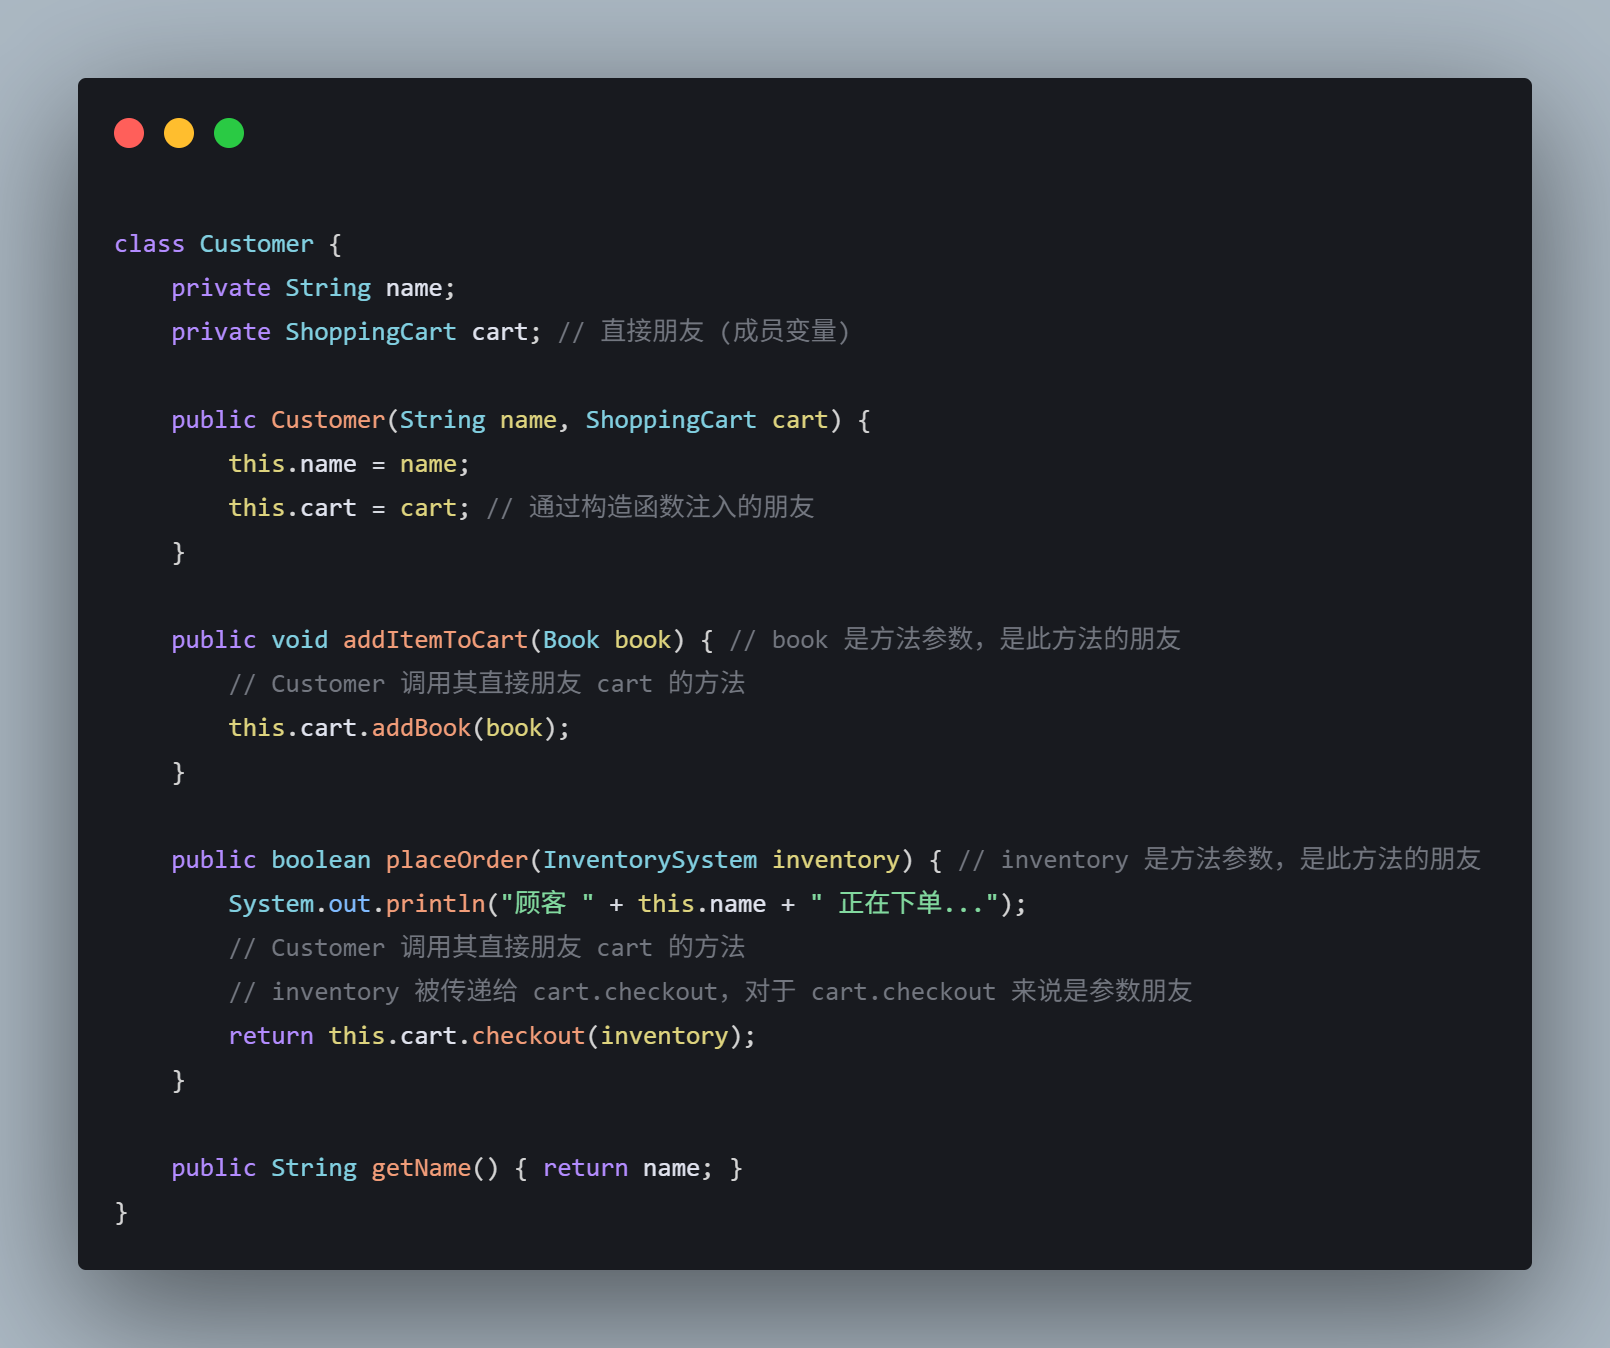 class Customer {
    private String name;
    private ShoppingCart cart; // 直接朋友 (成员变量)

    public Customer(String name, ShoppingCart cart) {
        this.name = name;
        this.cart = cart; // 通过构造函数注入的朋友
    }

    public void addItemToCart(Book book) { // book 是方法参数，是此方法的朋友
        // Customer 调用其直接朋友 cart 的方法
        this.cart.addBook(book);
    }

    public boolean placeOrder(InventorySystem inventory) { // inventory 是方法参数，是此方法的朋友
        System.out.println("顾客 " + this.name + " 正在下单...");
        // Customer 调用其直接朋友 cart 的方法
        // inventory 被传递给 cart.checkout，对于 cart.checkout 来说是参数朋友
        return this.cart.checkout(inventory);
    }

    public String getName() { return name; }
}